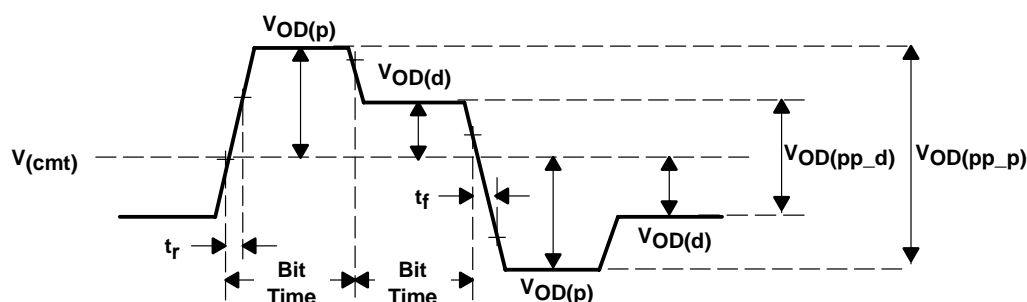 VOD(p)
VOD(d)
V(cmt)
VOD(pp_d)
VOD(pp_p)
tf
tr
VOD(d)
Bit
Time
Bit
Time
VOD(p)